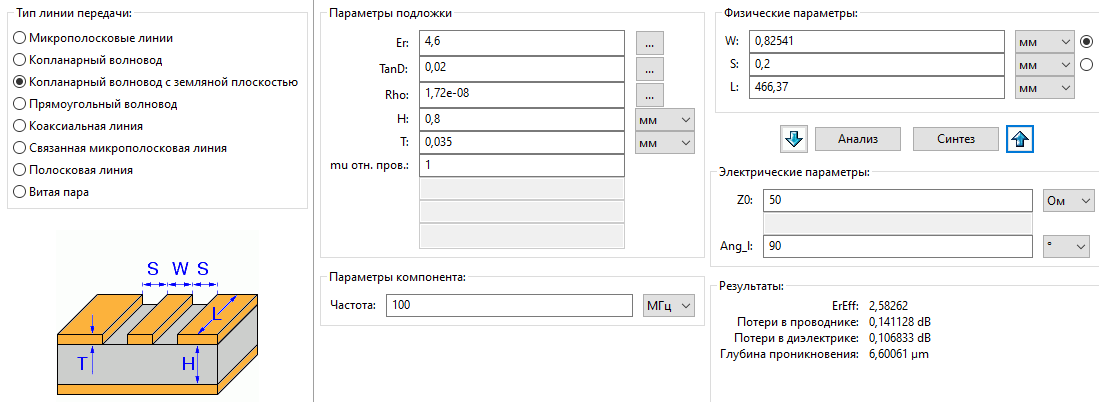 Тип линии передачи:
Микрополосковые линии
Копланарный волновод
Копланарный волновод с земляной плоскостью
Прямоугольный волновод
Коаксиальная линия
Связанная микрополосковая линия
Полосковая линия
Витая пара
S W S
L
T
H
Параметры подложки
Er: 4,6 ...
TanD: 0,02 ...
Rho: 1,72e-08 ...
H: 0,8 мм
T: 0,035 мм
mu отн. пров.: 1
Параметры компонента:
Частота: 100 МГц
Физические параметры:
W: 0,82541 мм
S: 0,2 мм
L: 466,37 мм
Анализ Синтез
Электрические параметры:
Z0: 50 Ом
Ang_l: 90 °
Результаты:
ErEff: 2,58262
Потери в проводнике: 0,141128 dB
Потери в диэлектрике: 0,106833 dB
Глубина проникновения: 6,60061 µm